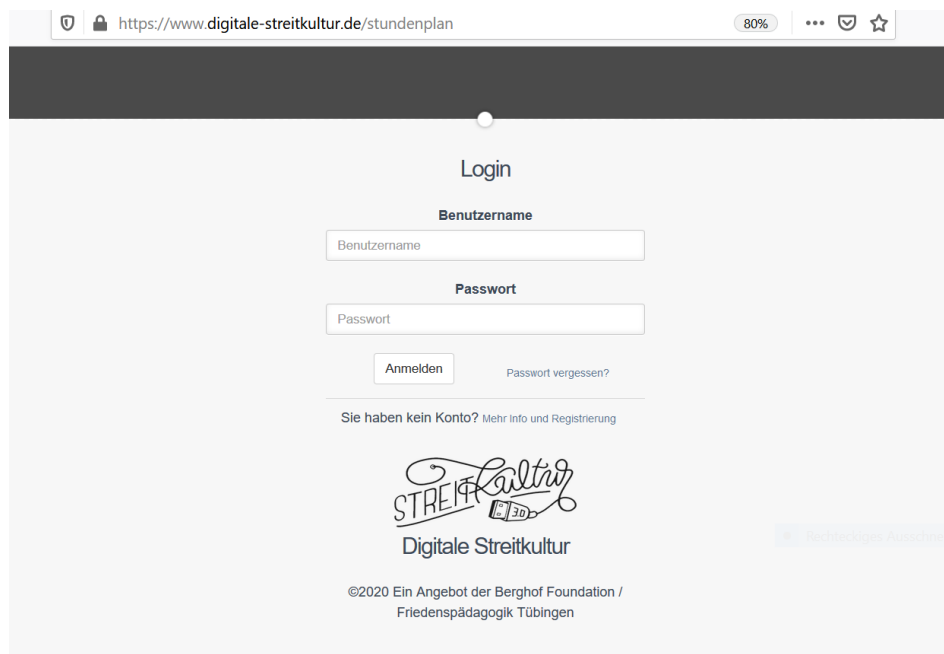 https://www.digitale-streitkultur.de/stundenplan 80%
Login
Benutzername
Benutzername
Passwort
Passwort
Anmelden Passwort vergessen?
Sie haben kein Konto? Mehr Info und Registrierung
STREITKultur
3.0
Digitale Streitkultur
©2020 Ein Angebot der Berghof Foundation /
Friedenspädagogik Tübingen
Rechteckiges